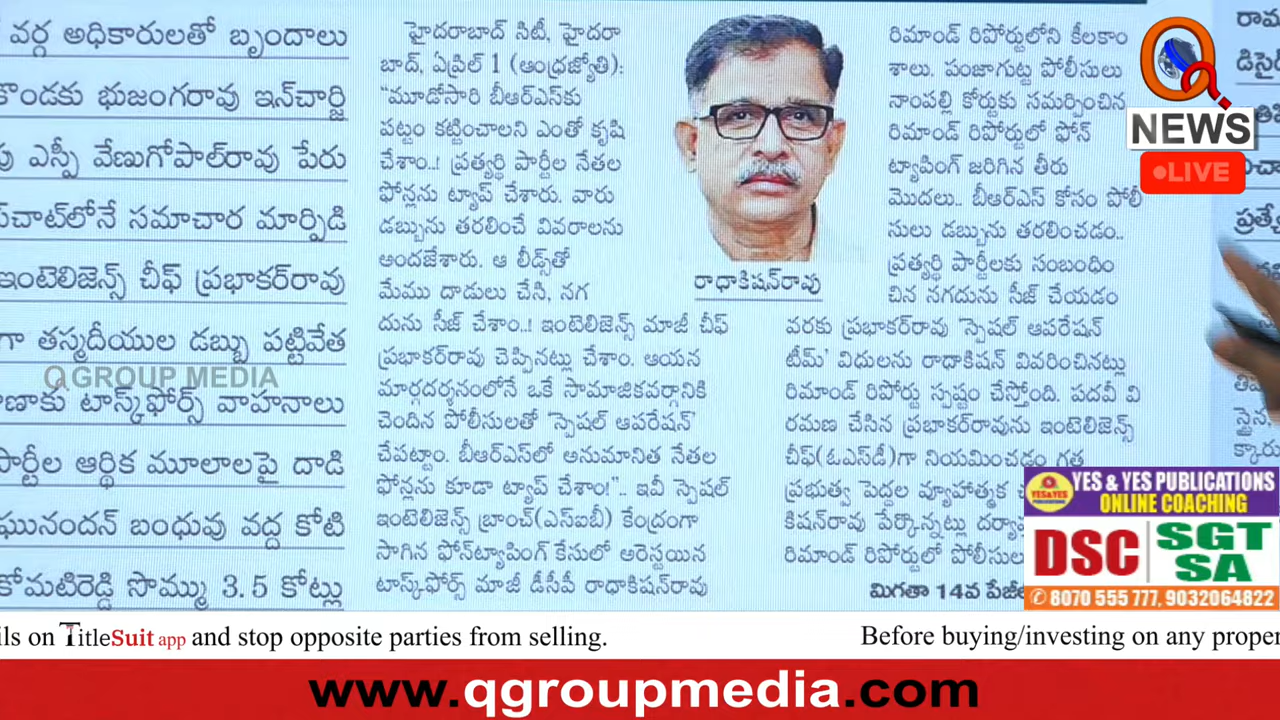 వర్గ అధికారులతో బృందాలు
కొండకు భుజంగరావు ఇన్‌చార్జి
ఎస్పీ వేణుగోపాల్‌రావు పేరు
సమాచార మార్పిడి
ఇంటెలిజెన్స్ చీఫ్ ప్రభాకర్‌రావు
గా తస్మదీయుల డబ్బు పట్టివేత
టాస్క్‌ఫోర్స్ వాహనాలు
ఆర్థిక మూలాలపై దాడి
బంధువు వద్ద కోటి
కోమటిరెడ్డి సొమ్ము 3.5 కోట్లు
Q GROUP MEDIA
హైదరాబాద్ సిటీ, హైదరా
బాద్, ఏప్రిల్ 1 (ఆంధ్రజ్యోతి):
“మూడోసారి బీఆర్ఎస్‌కు
పట్టం కట్టించాలని ఎంతో కృషి
చేశాం..! ప్రత్యర్థి పార్టీల నేతల
ఫోన్లను ట్యాప్ చేశారు. వారు
డబ్బును తరలించే వివరాలను
అందజేశారు. ఆ లీడ్స్‌తో
మేము దాడులు చేసి, నగ
దును సీజ్ చేశాం..! ఇంటెలిజెన్స్ మాజీ చీఫ్
ప్రభాకర్‌రావు చెప్పినట్లు చేశాం. ఆయన
మార్గదర్శనంలోనే ఒకే సామాజికవర్గానికి
చెందిన పోలీసులతో ‘స్పెషల్ ఆపరేషన్’
చేపట్టాం. బీఆర్ఎస్‌లో అనుమానిత నేతల
ఫోన్లను కూడా ట్యాప్ చేశాం!”.. ఇవీ స్పెషల్
ఇంటెలిజెన్స్ బ్రాంచ్(ఎస్ఐబీ) కేంద్రంగా
సాగిన ఫోన్‌ట్యాపింగ్ కేసులో అరెస్టయిన
టాస్క్‌ఫోర్స్ మాజీ డీసీపీ రాధాకిషన్‌రావు
రాధాకిషన్‌రావు
రిమాండ్ రిపోర్టులోని కీలకాం
శాలు. పంజాగుట్ట పోలీసులు
నాంపల్లి కోర్టుకు సమర్పించిన
రిమాండ్ రిపోర్టులో ఫోన్
ట్యాపింగ్ జరిగిన తీరు
మొదలు.. బీఆర్ఎస్ కోసం పోలీ
సులు డబ్బును తరలించడం..
ప్రత్యర్థి పార్టీలకు సంబంధిం
చిన నగదును సీజ్ చేయడం
వరకు ప్రభాకర్‌రావు ‘స్పెషల్ ఆపరేషన్
టీమ్’ విధులను రాధాకిషన్ వివరించినట్లు
రిమాండ్ రిపోర్టు స్పష్టం చేస్తోంది. పదవీ వి
రమణ చేసిన ప్రభాకర్‌రావును ఇంటెలిజెన్స్
చీఫ్(ఓఎస్‌డీ)గా నియమించడం గత
ప్రభుత్వ పెద్దల వ్యూహాత్మక
కిషన్‌రావు పేర్కొన్నట్లు
రిమాండ్ రిపోర్టులో పోలీసు
మిగతా 14వ
Q NEWS
LIVE
YES & YES PUBLICATIONS
ONLINE COACHING
DSC SGT SA
8070 555 777, 9032064822
on TitleSuit app and stop opposite parties from selling.
Before buying/investing on any
www.qgroupmedia.com